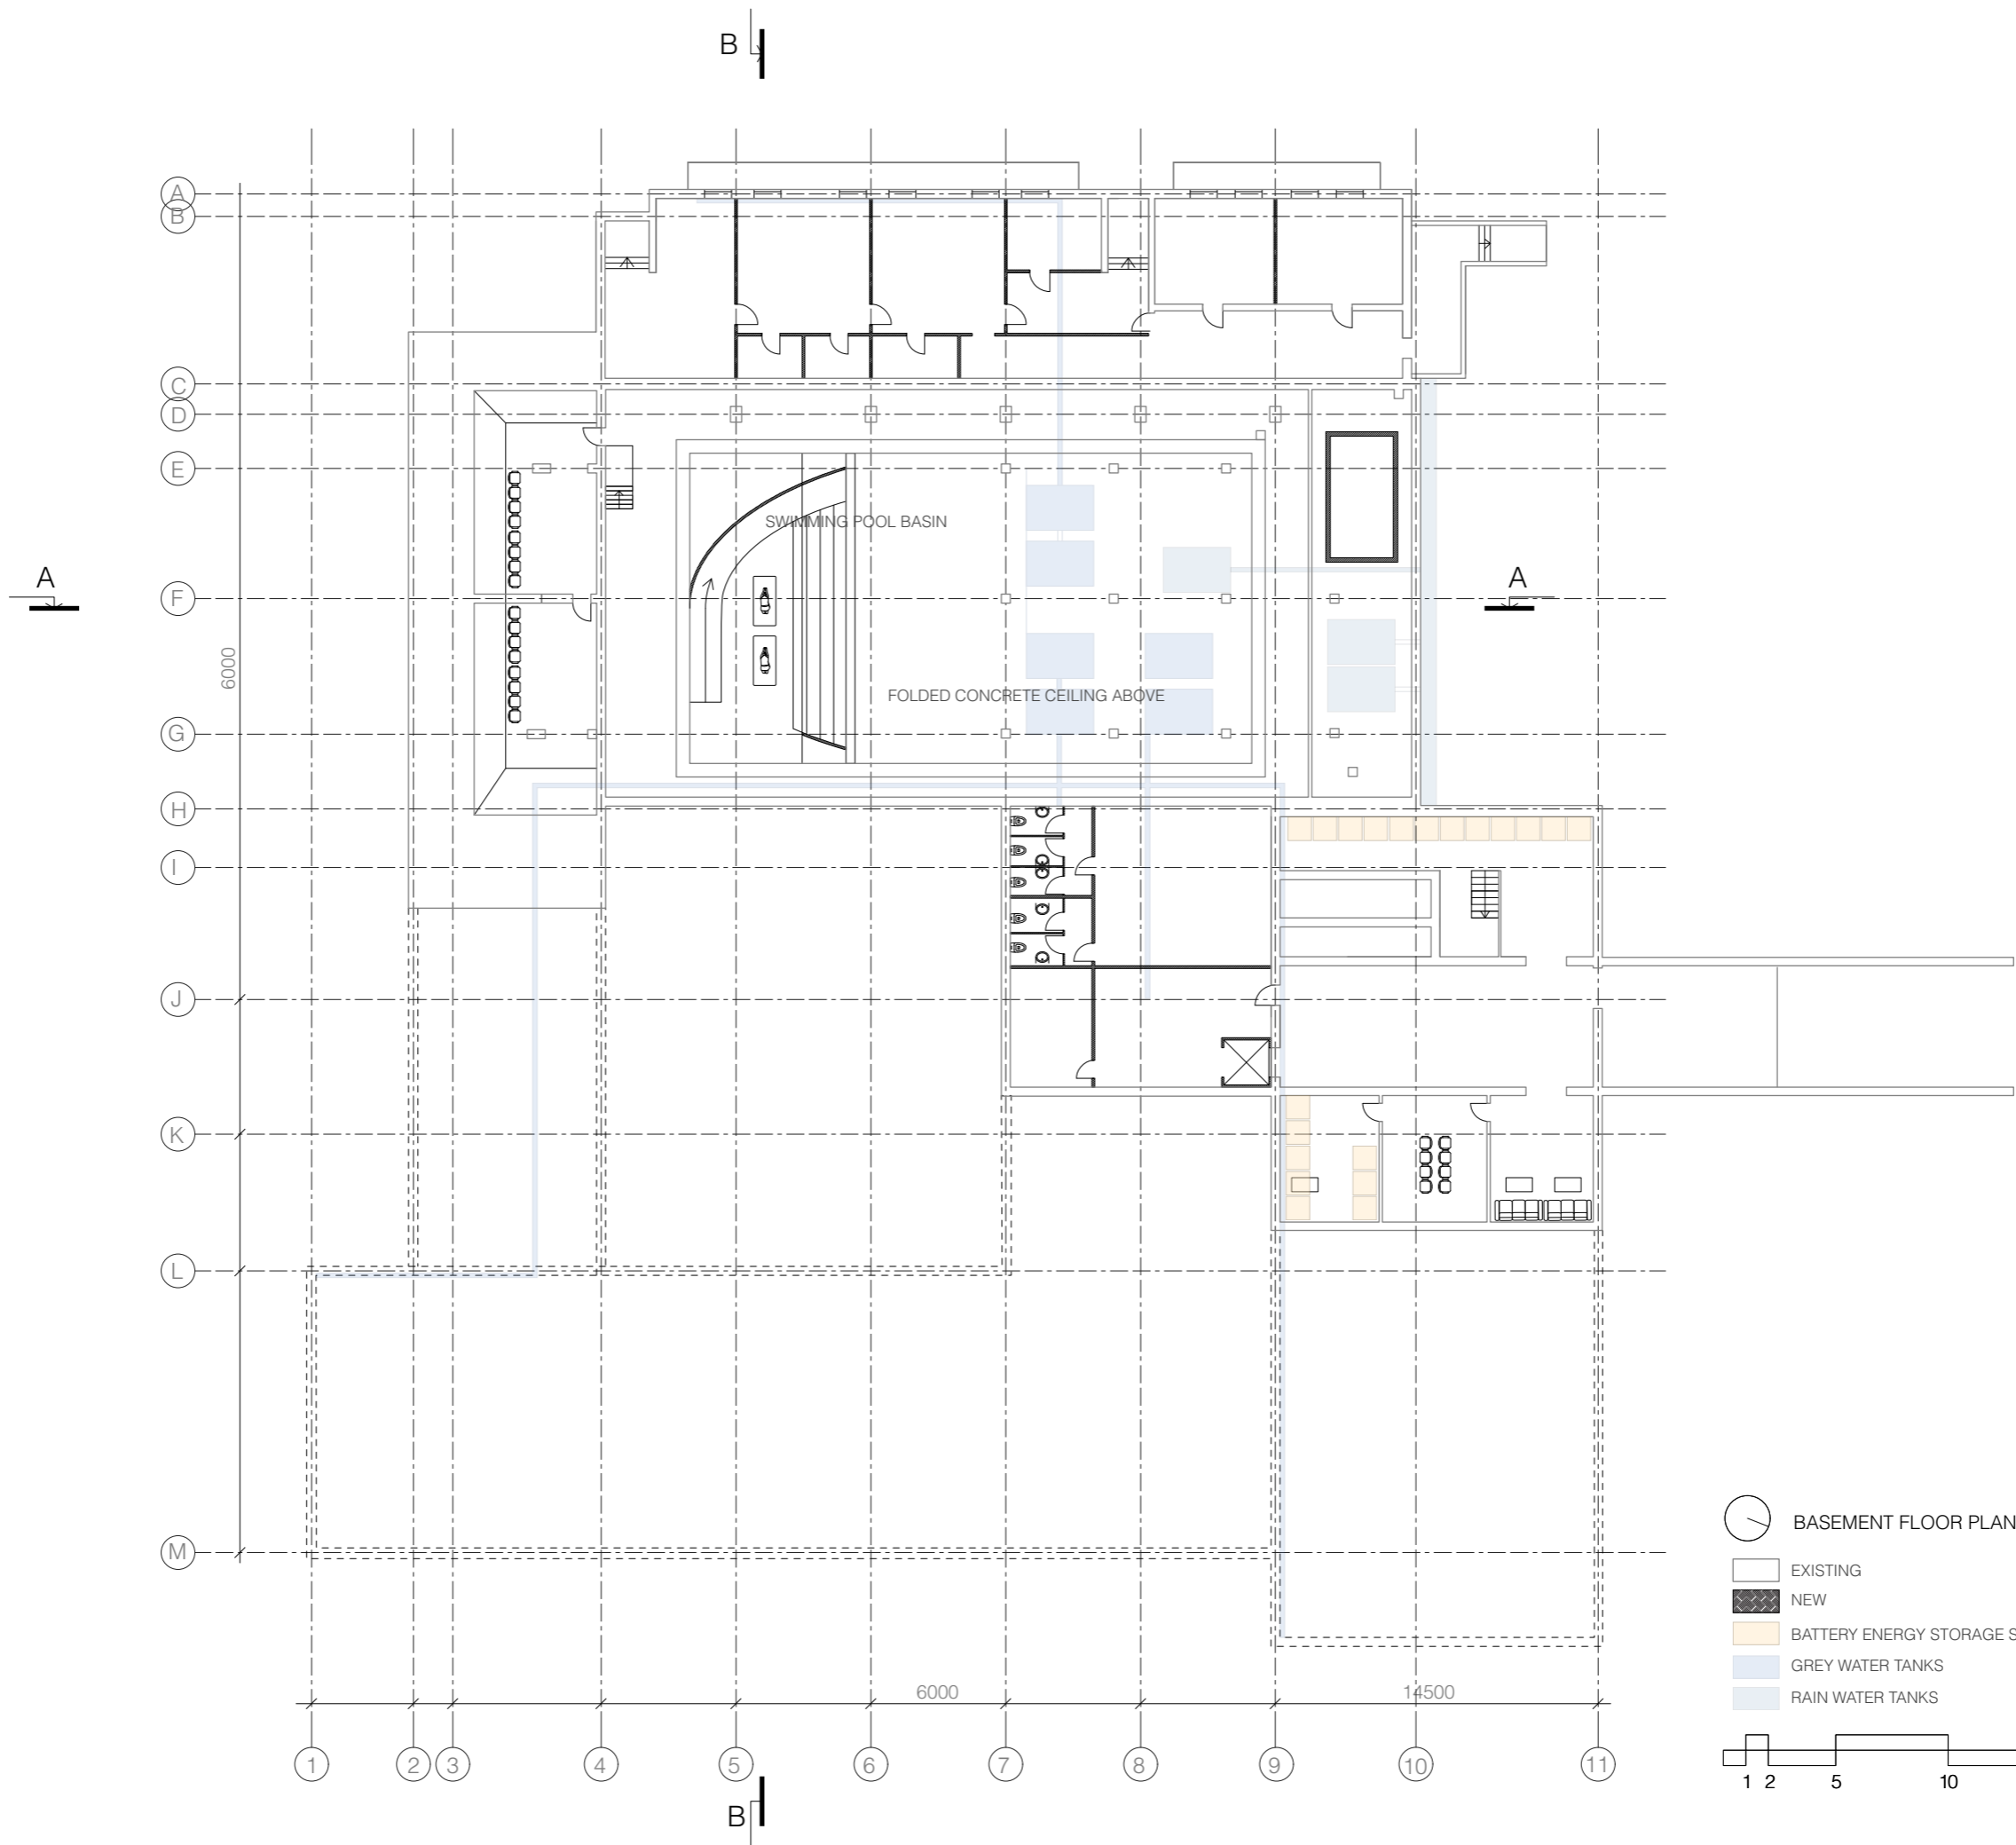 B
A
B
C
D
E
SWIMMING POOL BASIN
A
A
F
6000
FOLDED CONCRETE CEILING ABOVE
G
H
I
J
K
L
M
BASEMENT FLOOR PLAN
EXISTING
NEW
BATTERY ENERGY STORAGE S
GREY WATER TANKS
RAIN WATER TANKS
6000
14500
1 2 3 4 5 6 7 8 9 10 11
1 2 5 10
B